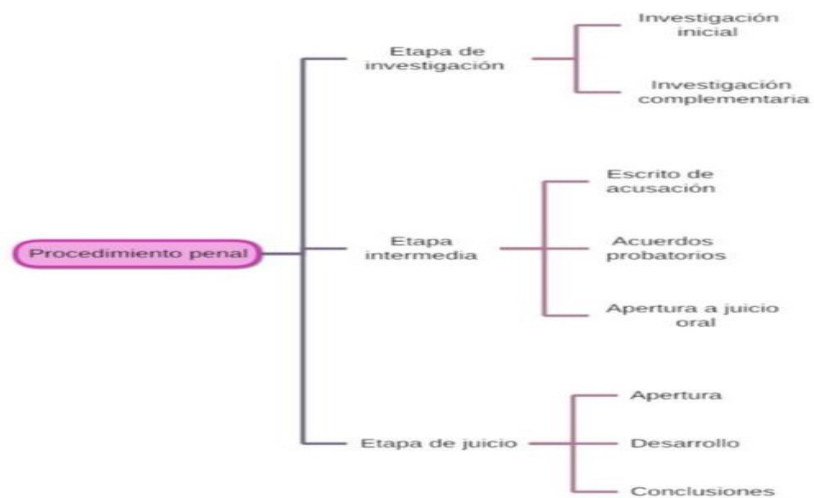 Procedimiento penal
Etapa de
investigación
Investigación
inicial
Investigación
complementaria
Etapa
intermedia
Escrito de
acusación
Acuerdos
probatorios
Apertura a juicio
oral
Etapa de juicio
Apertura
Desarrollo
Conclusiones